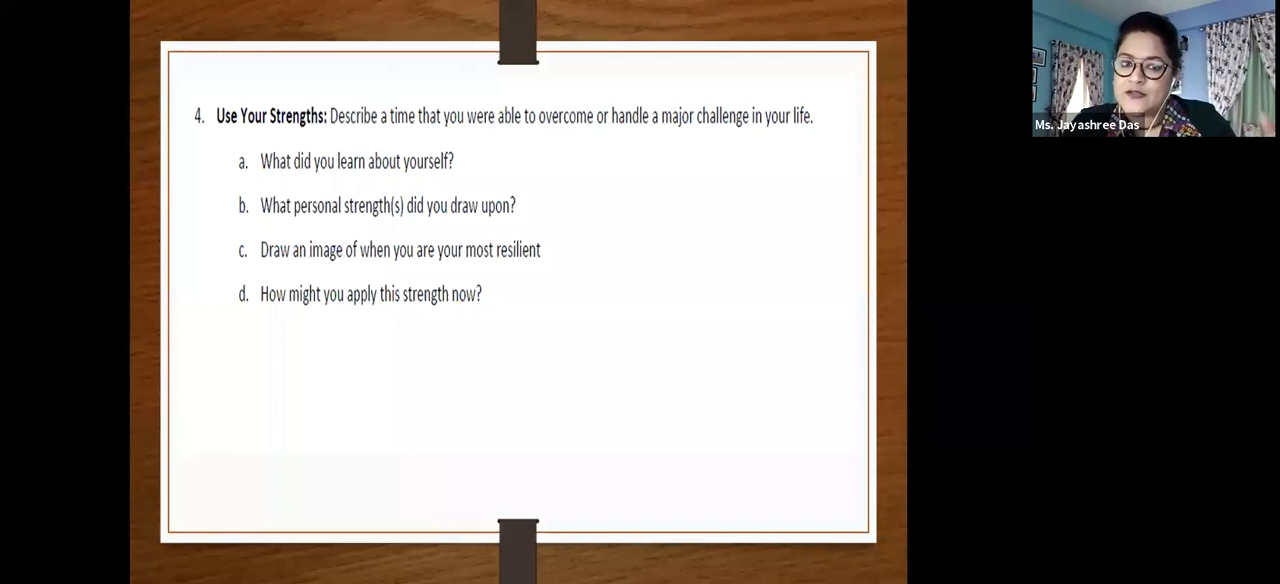 4. Use Your Strengths: Describe a time that you were able to overcome or handle a major challenge in your life.
a. What did you learn about yourself?
b. What personal strength(s) did you draw upon?
c. Draw an image of when you are your most resilient
d. How might you apply this strength now?
Ms. Jayashree Das